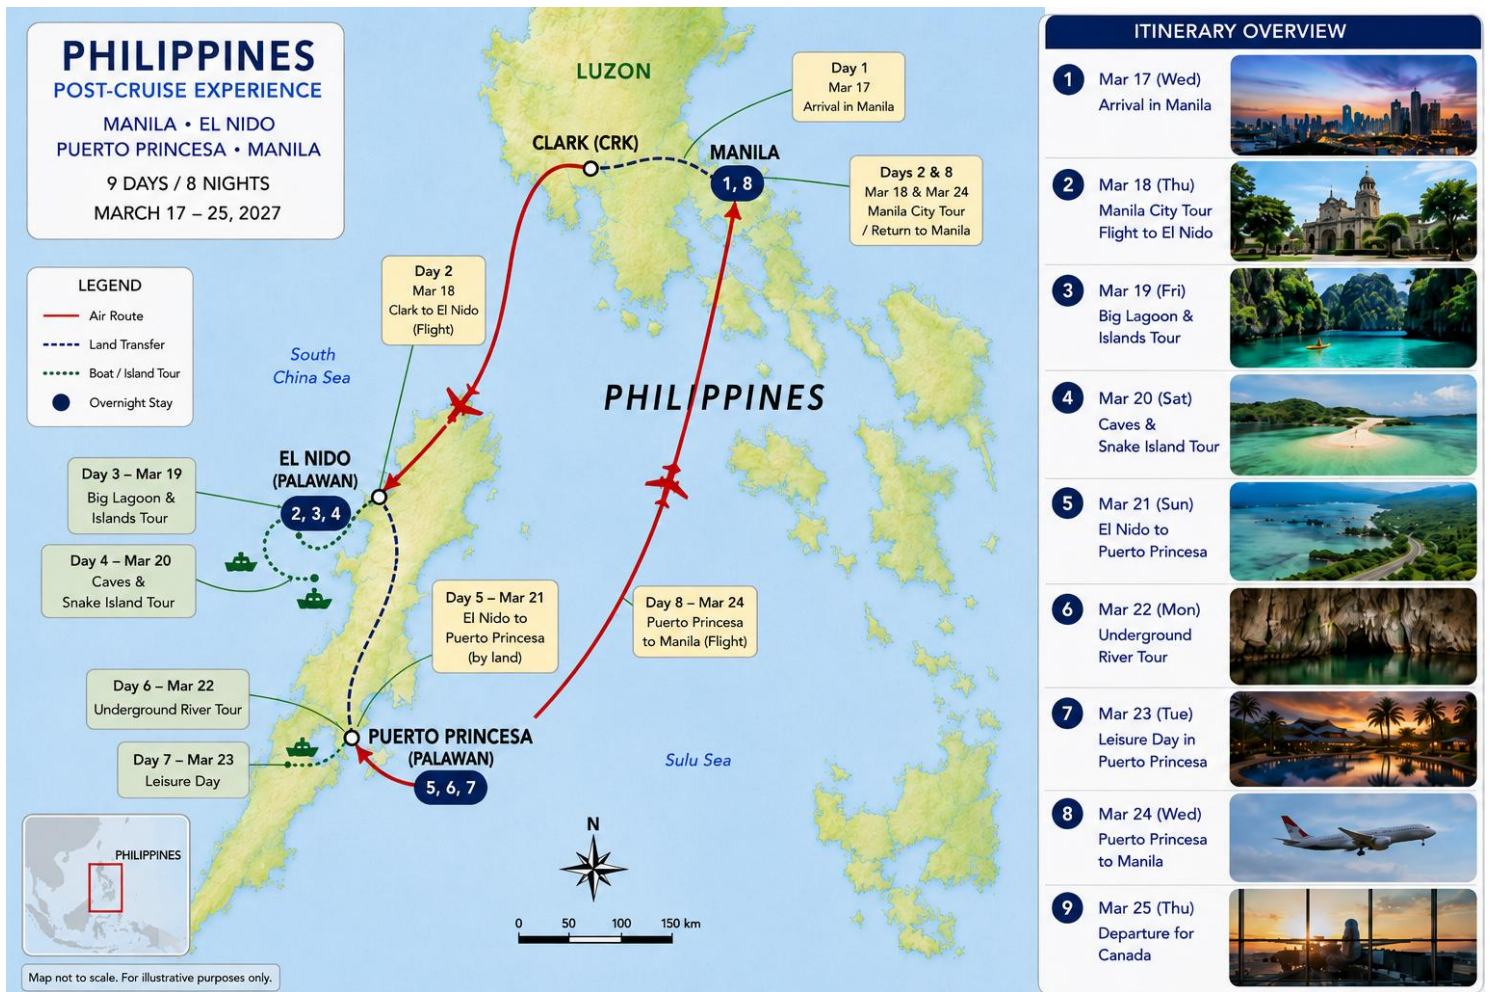 PHILIPPINES
POST-CRUISE EXPERIENCE
MANILA • EL NIDO
PUERTO PRINCESA • MANILA
9 DAYS / 8 NIGHTS
MARCH 17 – 25, 2027
LEGEND
Air Route
Land Transfer
Boat / Island Tour
Overnight Stay
LUZON
Day 1
Mar 17
Arrival in Manila
CLARK (CRK)
MANILA
1, 8
Days 2 & 8
Mar 18 & Mar 24
Manila City Tour
/ Return to Manila
Day 2
Mar 18
Clark to El Nido
(Flight)
South
China Sea
PHILIPPINES
EL NIDO
(PALAWAN)
2, 3, 4
Day 3 – Mar 19
Big Lagoon &
Islands Tour
Day 4 – Mar 20
Caves &
Snake Island Tour
Day 5 – Mar 21
El Nido to
Puerto Princesa
(by land)
Day 8 – Mar 24
Puerto Princesa
to Manila (Flight)
Day 6 – Mar 22
Underground River Tour
Day 7 – Mar 23
Leisure Day
PUERTO PRINCESA
(PALAWAN)
5, 6, 7
Sulu Sea
N
0 50 100 150 km
PHILIPPINES
Map not to scale. For illustrative purposes only.
ITINERARY OVERVIEW
1 Mar 17 (Wed)
Arrival in Manila
2 Mar 18 (Thu)
Manila City Tour
Flight to El Nido
3 Mar 19 (Fri)
Big Lagoon &
Islands Tour
4 Mar 20 (Sat)
Caves &
Snake Island Tour
5 Mar 21 (Sun)
El Nido to
Puerto Princesa
6 Mar 22 (Mon)
Underground
River Tour
7 Mar 23 (Tue)
Leisure Day in
Puerto Princesa
8 Mar 24 (Wed)
Puerto Princesa
to Manila
9 Mar 25 (Thu)
Departure for
Canada